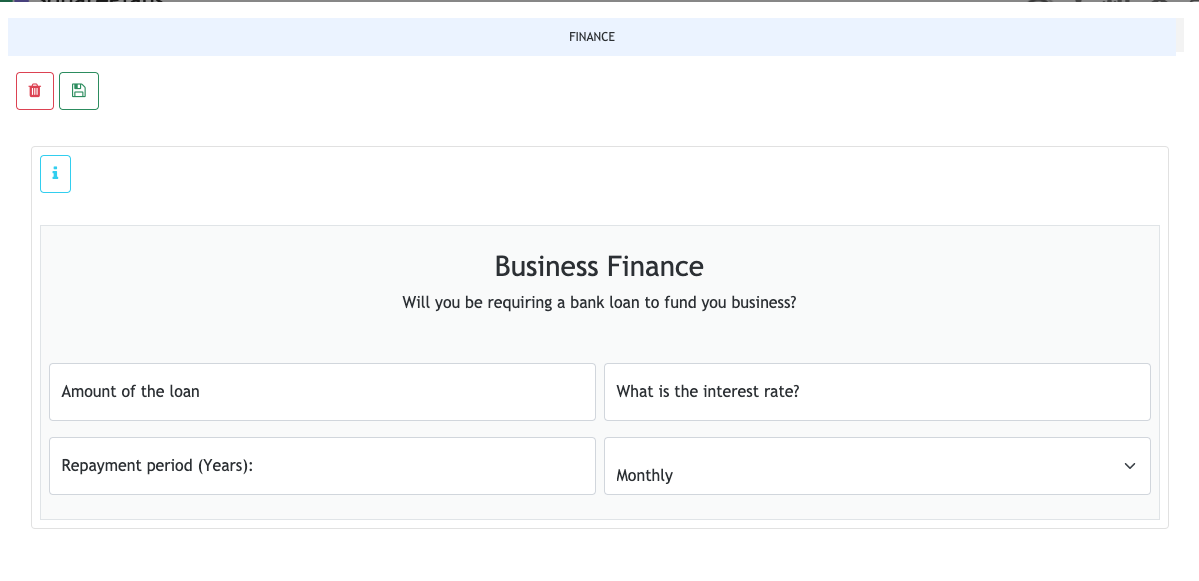 FINANCE
Business Finance
Will you be requiring a bank loan to fund you business?
Amount of the loan
What is the interest rate?
Repayment period (Years):
Monthly